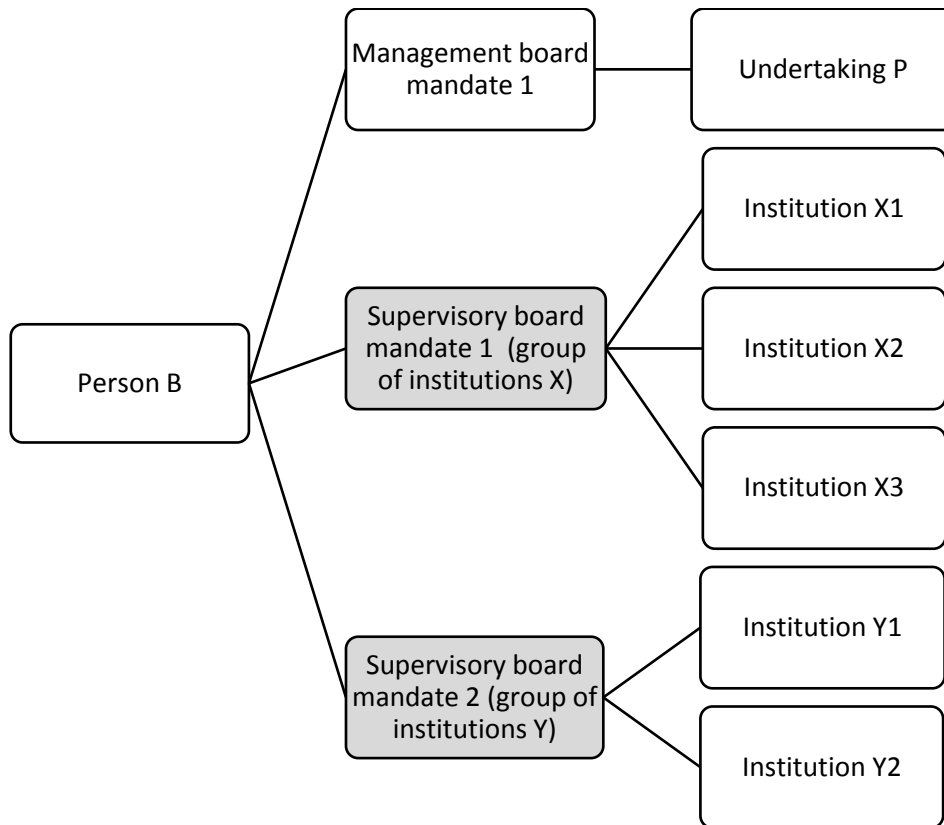 Management board
mandate 1
Undertaking P
Institution X1
Supervisory board
mandate 1 (group
of institutions X)
Institution X2
Person B
Institution X3
Institution Y1
Supervisory board
mandate 2 (group of
institutions Y)
Institution Y2